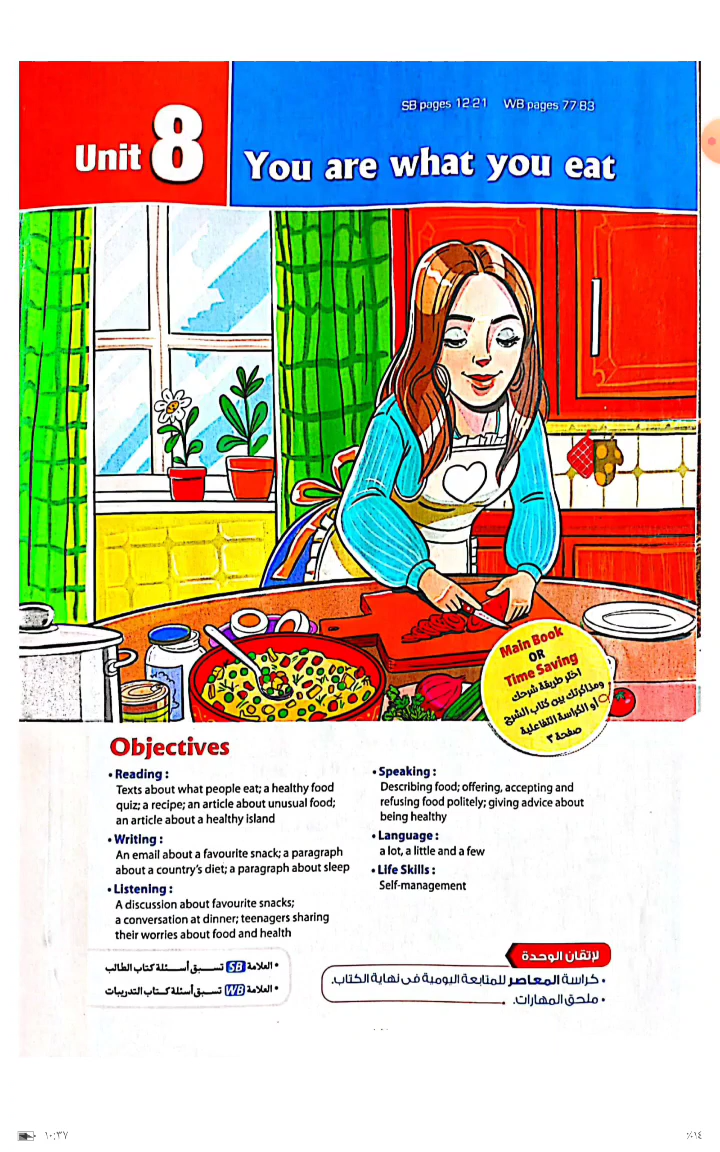 SB pages 12:21 WB pages 77:83
Unit 8
You are what you eat
Main Book
OR
Time Saving
اختر طريقة شرحك
ومذاكرتك بين كتاب الشرح
أو الكراسة التفاعلية
صفحة ٣
Objectives
• Reading :
Texts about what people eat; a healthy food
quiz; a recipe; an article about unusual food;
an article about a healthy island
• Writing :
An email about a favourite snack; a paragraph
about a country's diet; a paragraph about sleep
• Listening :
A discussion about favourite snacks;
a conversation at dinner; teenagers sharing
their worries about food and health
• Speaking :
Describing food; offering, accepting and
refusing food politely; giving advice about
being healthy
• Language :
a lot, a little and a few
• Life Skills :
Self-management
• العلامة SB تسبق أسئلة كتاب الطالب
• العلامة WB تسبق أسئلة كتاب التدريبات
لإتقان الوحدة
• كراسة المعاصر للمتابعة اليومية فى نهاية الكتاب.
• ملحق المهارات.
١٠:٣٧
٪١٤